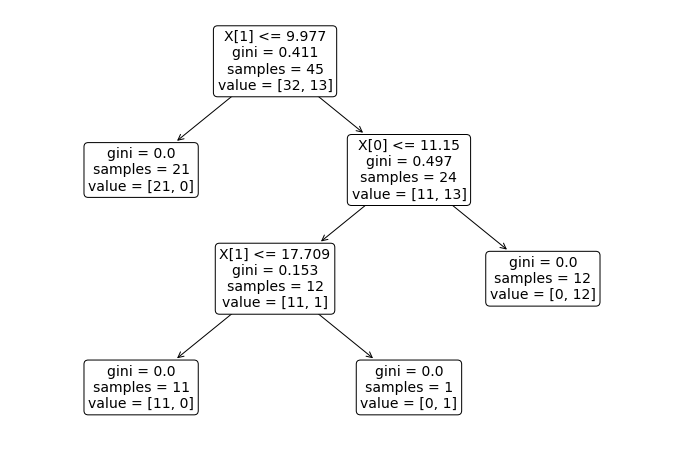 X[1] <= 9.977
gini = 0.411
samples = 45
value = [32, 13]
gini = 0.0
samples = 21
value = [21, 0]
X[0] <= 11.15
gini = 0.497
samples = 24
value = [11, 13]
X[1] <= 17.709
gini = 0.153
samples = 12
value = [11, 1]
gini = 0.0
samples = 12
value = [0, 12]
gini = 0.0
samples = 11
value = [11, 0]
gini = 0.0
samples = 1
value = [0, 1]